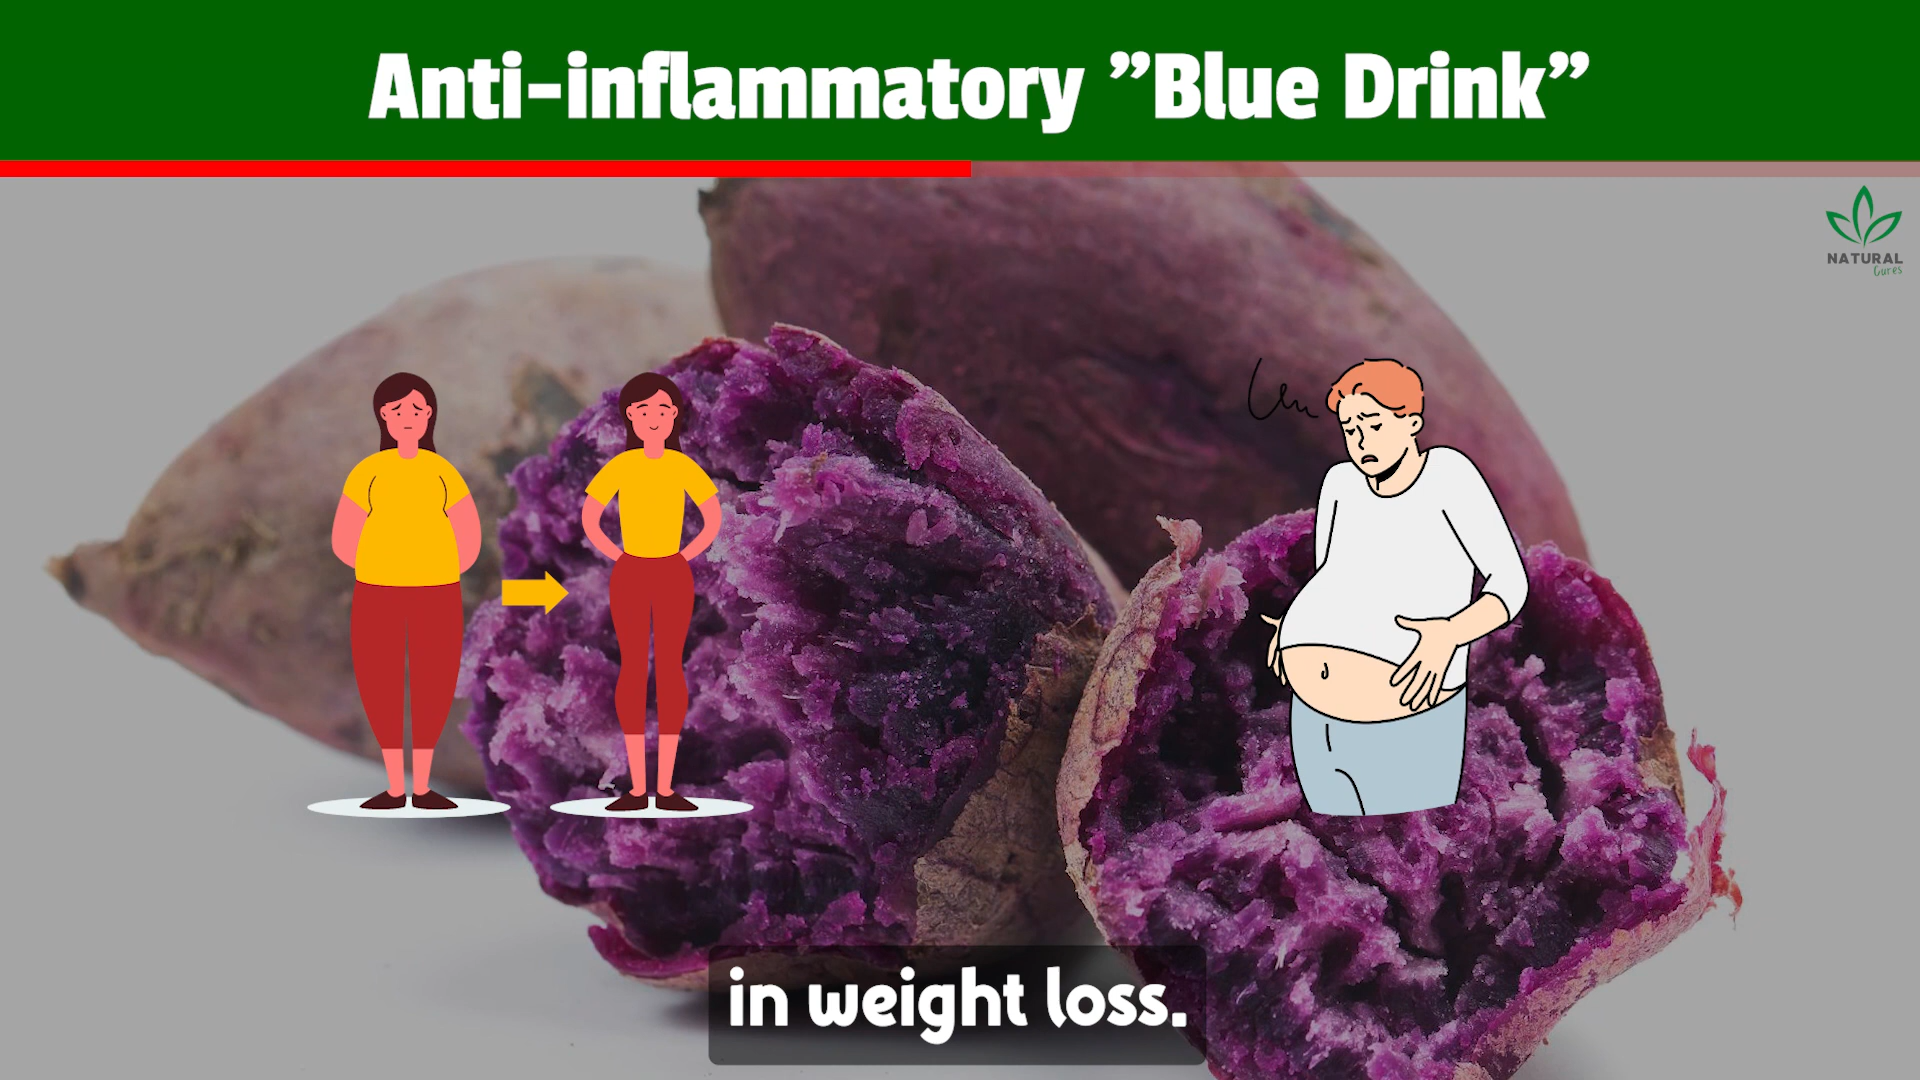 Anti-inflammatory ”Blue Drink”
NATURAL
Cures
in weight loss.